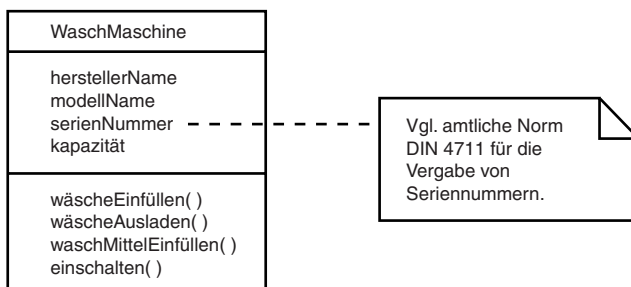 WaschMaschine
herstellerName
modellName
serienNummer
kapazität
wäscheEinfüllen( )
wäscheAusladen( )
waschMittelEinfüllen( )
einschalten( )
Vgl. amtliche Norm
DIN 4711 für die
Vergabe von
Seriennummern.